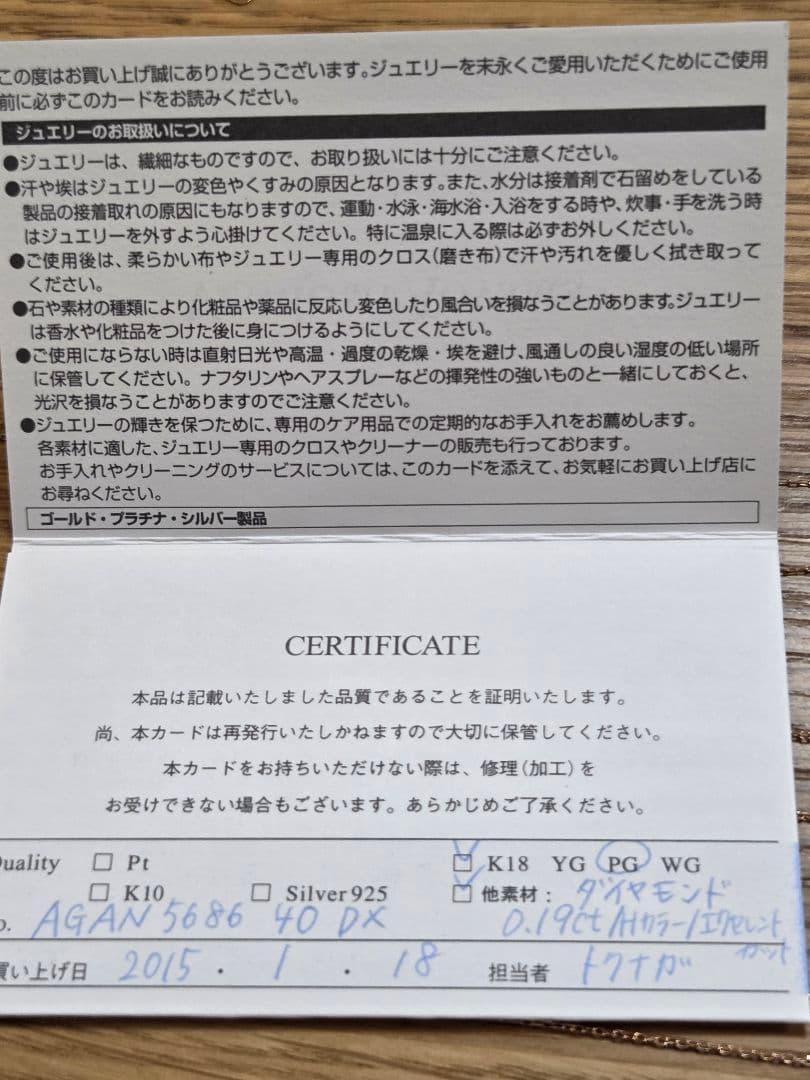 この度はお買い上げ誠にありがとうございます。ジュエリーを末永くご愛用いただくためにご使用
前に必ずこのカードをお読みください。
ジュエリーのお取扱いについて
●ジュエリーは、繊細なものですので、お取り扱いには十分にご注意ください。
●汗や埃はジュエリーの変色やくすみの原因となります。また、水分は接着剤で石留めをしている
製品の接着取れの原因にもなりますので、運動・水泳・海水浴・入浴をする時や、炊事・手を洗う時
はジュエリーを外すよう心掛けてください。特に温泉に入る際は必ずお外しください。
●ご使用後は、柔らかい布やジュエリー専用のクロス(磨き布)で汗や汚れを優しく拭き取って
ください。
●石や素材の種類により化粧品や薬品に反応し変色したり風合いを損なうことがあります。ジュエリー
は香水や化粧品をつけた後に身につけるようにしてください。
●ご使用にならない時は直射日光や高温・過度の乾燥・埃を避け、風通しの良い湿度の低い場所
に保管してください。ナフタリンやヘアスプレーなどの揮発性の強いものと一緒にしておくと、
光沢を損なうことがありますのでご注意ください。
●ジュエリーの輝きを保つために、専用のケア用品での定期的なお手入れをお薦めします。
各素材に適した、ジュエリー専用のクロスやクリーナーの販売も行っております。
お手入れやクリーニングのサービスについては、このカードを添えて、お気軽にお買い上げ店に
お尋ねください。
ゴールド・プラチナ・シルバー製品
CERTIFICATE
本品は記載いたしました品質であることを証明いたします。
尚、本カードは再発行いたしかねますので大切に保管してください。
本カードをお持ちいただけない際は、修理(加工)を
お受けできない場合もございます。あらかじめご了承ください。
uality □ Pt ☑ K18 YG PG WG
□ K10 □ Silver925 ☑ 他素材: ダイヤモンド
o. AGAN 5686 40 DX 0.19ct/Hカラー/エクセレント
カット
買い上げ日 2015 . 1 . 18 担当者 トクナガ